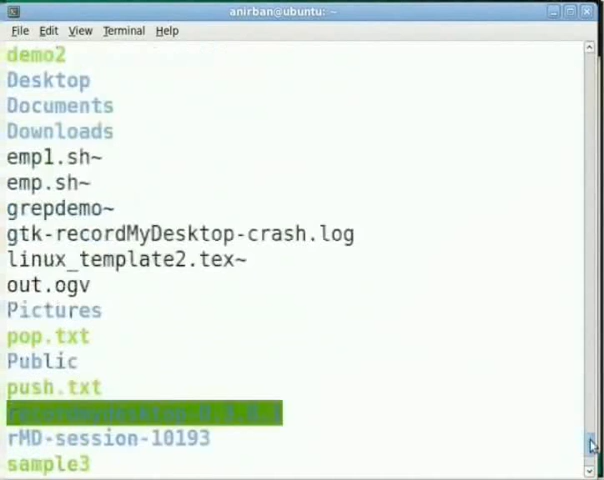 anirban@ubuntu: ~
File Edit View Terminal Help
demo2
Desktop
Documents
Downloads
emp1.sh~
emp.sh~
grepdemo~
gtk-recordMyDesktop-crash.log
linux_template2.tex~
out.ogv
Pictures
pop.txt
Public
push.txt
rMD-session-10193
sample3